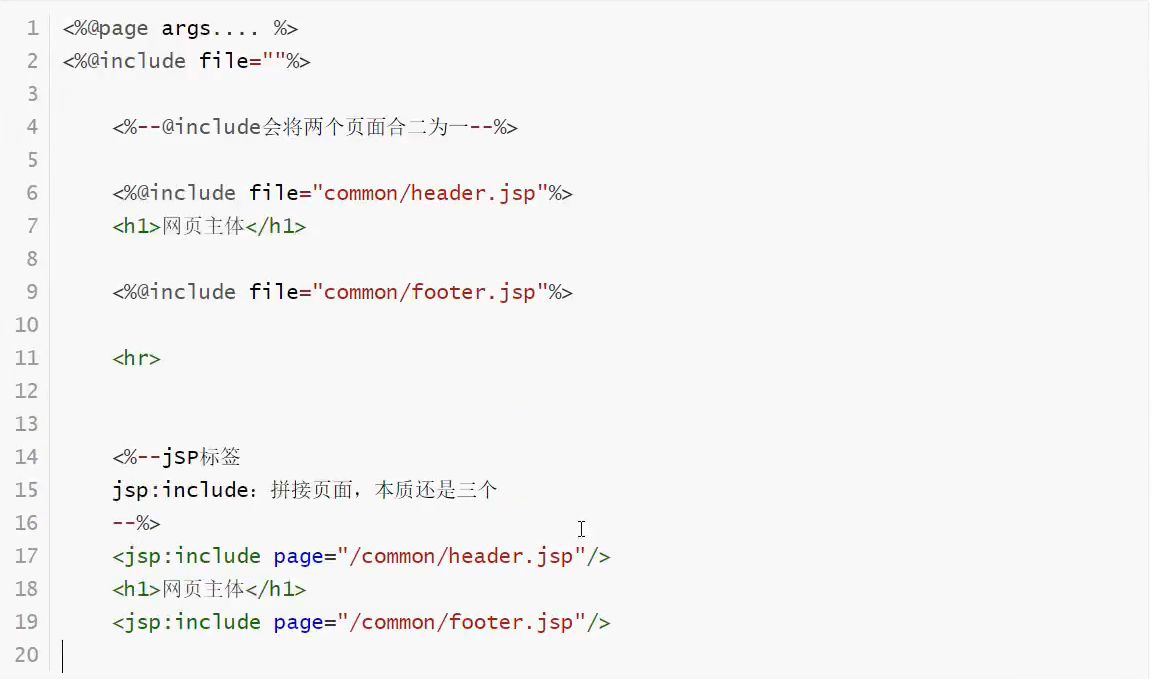 1 <%@page args.... %>
2 <%@include file=""%>
3
4 <%--@include会将两个页面合二为一--%>
5
6 <%@include file="common/header.jsp"%>
7 <h1>网页主体</h1>
8
9 <%@include file="common/footer.jsp"%>
10
11 <hr>
12
13
14 <%--jSP标签
15 jsp:include：拼接页面，本质还是三个
16 --%>
17 <jsp:include page="/common/header.jsp"/>
18 <h1>网页主体</h1>
19 <jsp:include page="/common/footer.jsp"/>
20